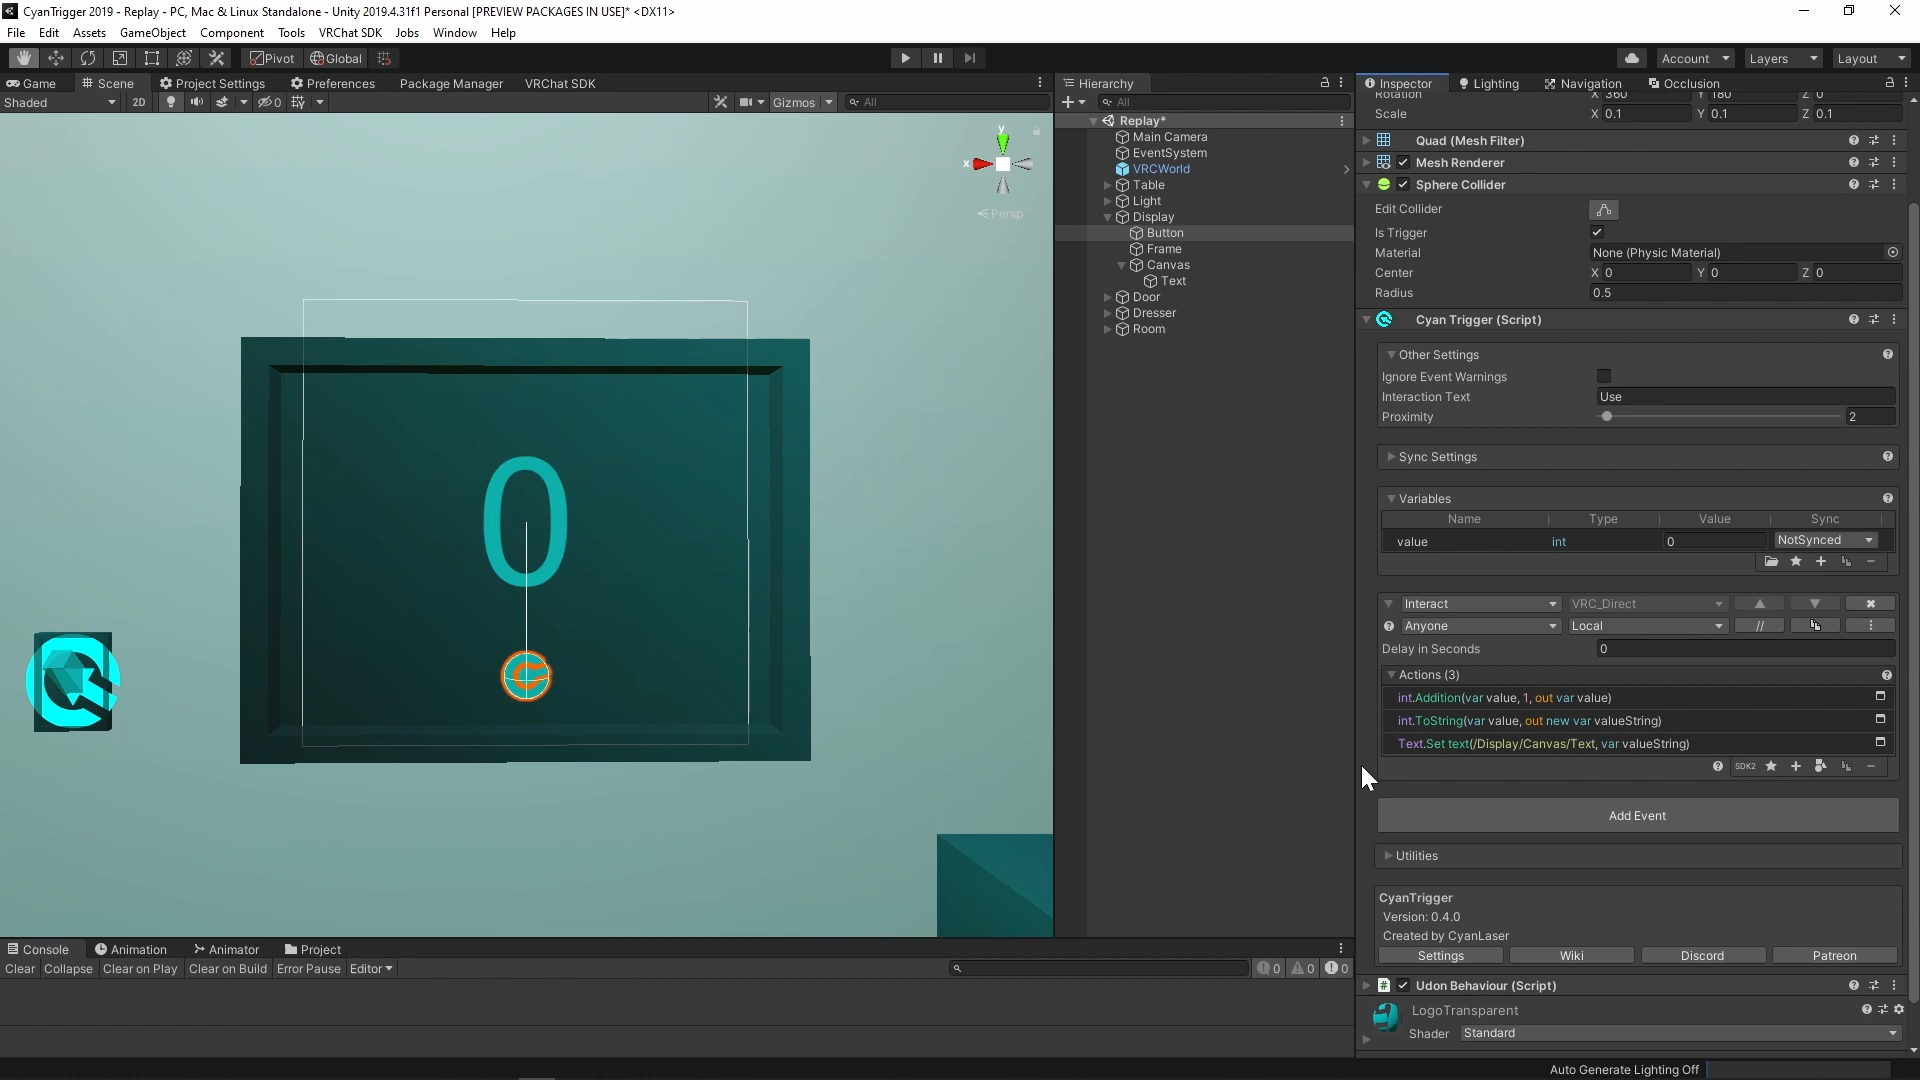 CyanTrigger 2019 - Replay - PC, Mac & Linux Standalone - Unity 2019.4.31f1 Personal [PREVIEW PACKAGES IN USE]* <DX11>
File Edit Assets GameObject Component Tools VRChat SDK Jobs Window Help
Pivot Global Account Layers Layout
Game Scene Project Settings Preferences Package Manager VRChat SDK
Shaded 2D 0 Gizmos All
y
x
Persp
0
Hierarchy
All
Replay*
Main Camera
EventSystem
VRCWorld
Table
Light
Display
Button
Frame
Canvas
Text
Door
Dresser
Room
Inspector Lighting Navigation Occlusion
Rotation X 360 Y 180 Z 0
Scale X 0.1 Y 0.1 Z 0.1
Quad (Mesh Filter)
Mesh Renderer
Sphere Collider
Edit Collider
Is Trigger
Material None (Physic Material)
Center X 0 Y 0 Z 0
Radius 0.5
Cyan Trigger (Script)
Other Settings
Ignore Event Warnings
Interaction Text Use
Proximity 2
Sync Settings
Variables
Name Type Value Sync
value int 0 NotSynced
Interact VRC_Direct
Anyone Local //
Delay in Seconds 0
Actions (3)
int.Addition(var value, 1, out var value)
int.ToString(var value, out new var valueString)
Text.Set text(/Display/Canvas/Text, var valueString)
SDK2
Add Event
Utilities
CyanTrigger
Version: 0.4.0
Created by CyanLaser
Settings Wiki Discord Patreon
# Udon Behaviour (Script)
LogoTransparent
Shader Standard
Console Animation Animator Project
Clear Collapse Clear on Play Clear on Build Error Pause Editor 0 0 0
Auto Generate Lighting Off